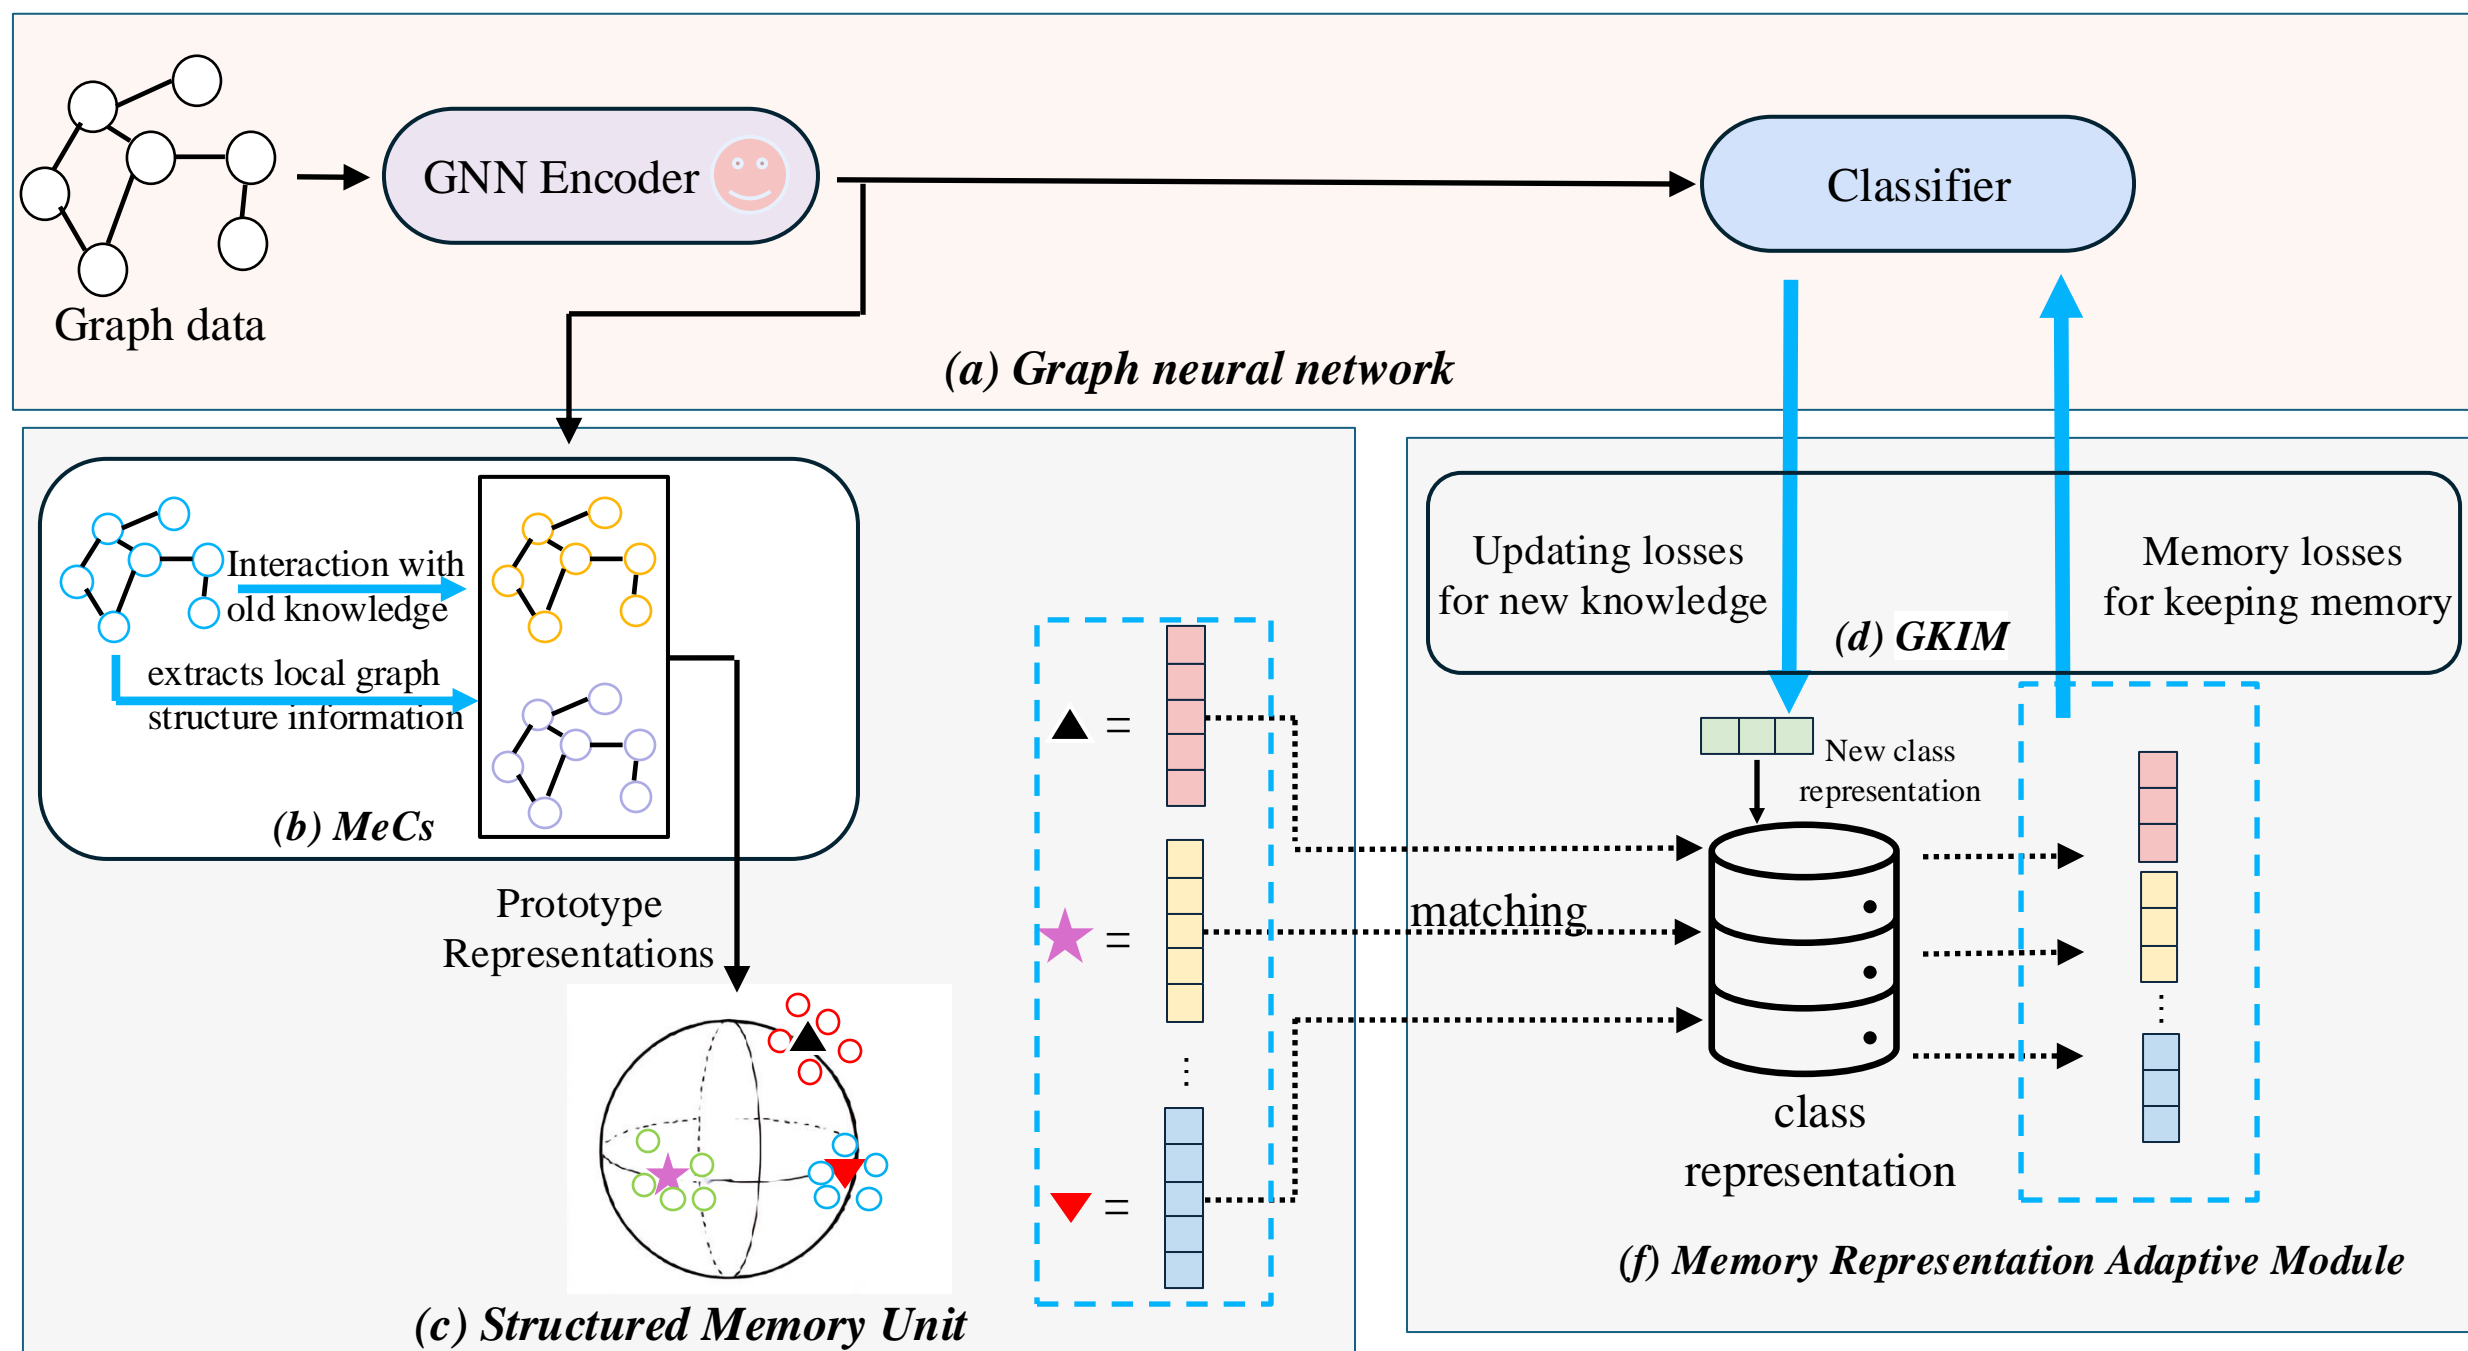 GNN Encoder
Classifier
Graph data
(a) Graph neural network
Interaction with
old knowledge
extracts local graph
structure information
(b) MeCs
Prototype
Representations
(c) Structured Memory Unit
=
=
⋮
=
matching
Updating losses
for new knowledge
Memory losses
for keeping memory
(d) GKIM
New class
representation
⋮
class
representation
(f) Memory Representation Adaptive Module